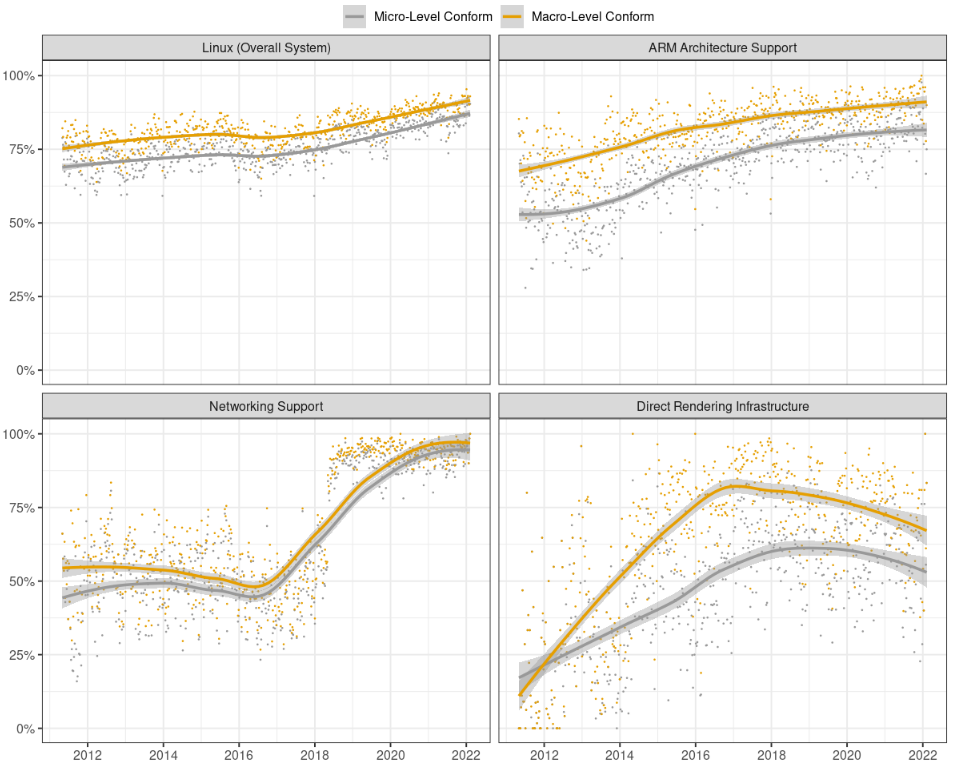 Micro-Level Conform Macro-Level Conform
Linux (Overall System) ARM Architecture Support
100%
75%
50%
25%
0%
Networking Support Direct Rendering Infrastructure
100%
75%
50%
25%
0%
2012 2014 2016 2018 2020 2022 2012 2014 2016 2018 2020 2022